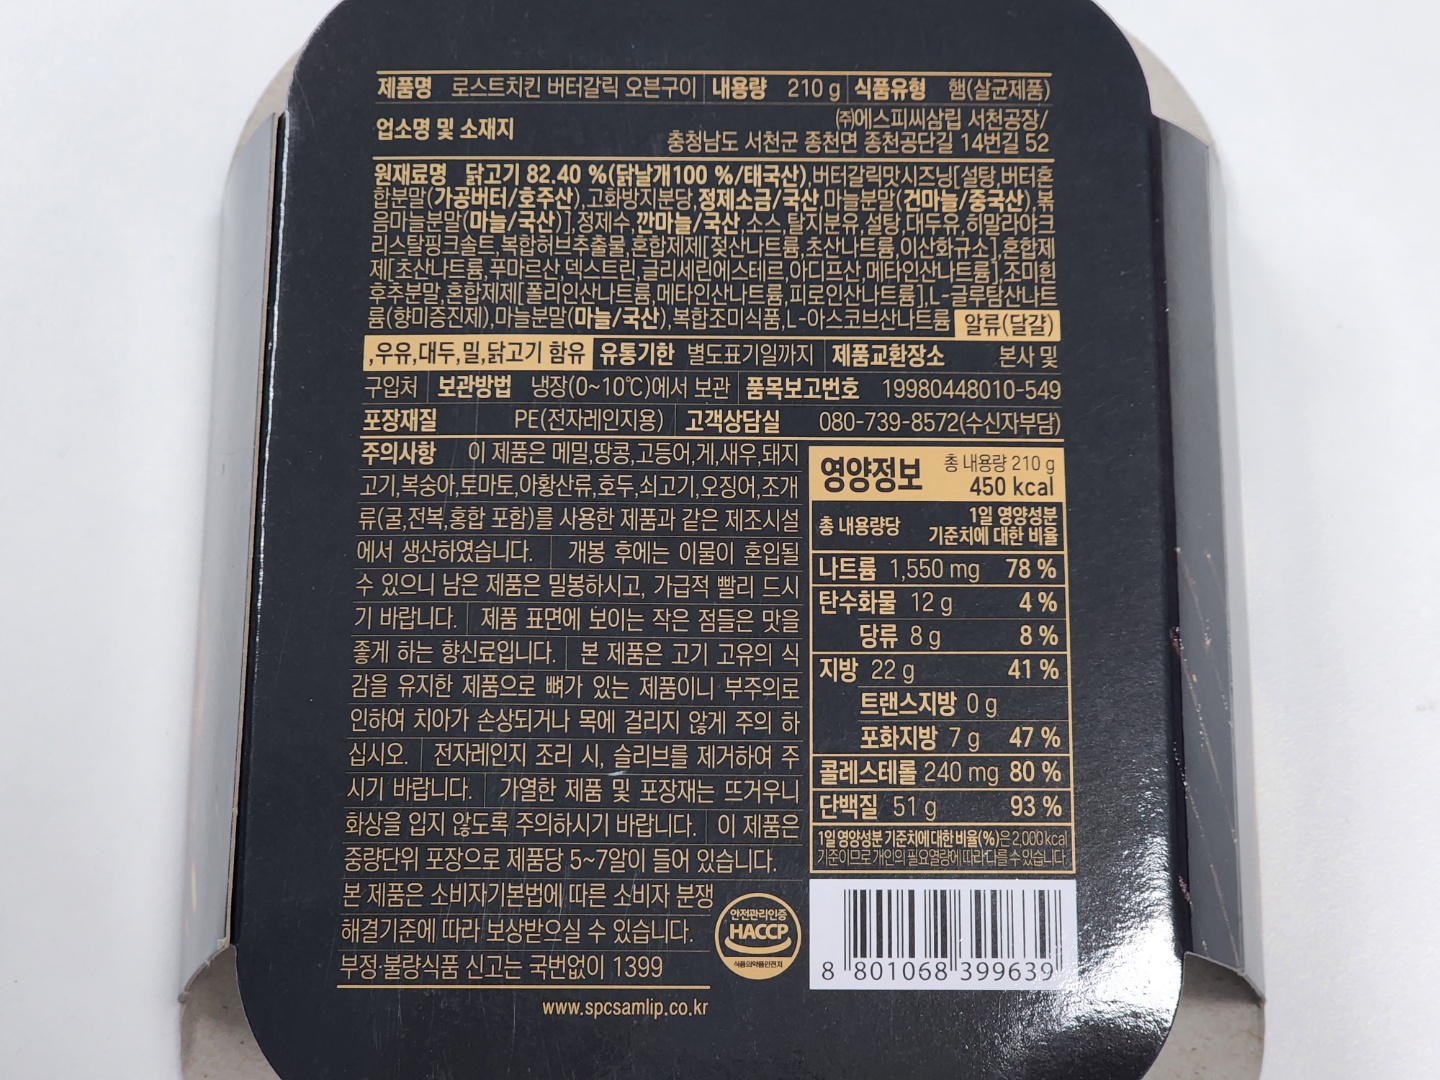 제품명 로스트치킨 버터갈릭 오븐구이 내용량 210 g 식품유형 햄(살균제품)
업소명 및 소재지 ㈜에스피씨삼립 서천공장/
충청남도 서천군 종천면 종천공단길 14번길 52
원재료명 닭고기 82.40 %(닭날개100 %/태국산),버터갈릭맛시즈닝[설탕,버터혼
합분말(가공버터/호주산),고화방지분당,정제소금/국산,마늘분말(건마늘/중국산),볶
음마늘분말(마늘/국산)],정제수,깐마늘/국산,소스,탈지분유,설탕,대두유,히말라야크
리스탈핑크솔트,복합허브추출물,혼합제제[젖산나트륨,초산나트륨,이산화규소],혼합제
제[초산나트륨,푸마르산,덱스트린,글리세린에스테르,아디프산,메타인산나트륨],조미흰
후추분말,혼합제제[폴리인산나트륨,메타인산나트륨,피로인산나트륨],L-글루탐산나트
륨(향미증진제),마늘분말(마늘/국산),복합조미식품,L-아스코브산나트륨 알류(달걀)
,우유,대두,밀,닭고기 함유 유통기한 별도표기일까지 제품교환장소 본사 및
구입처 보관방법 냉장(0~10℃)에서 보관 품목보고번호 19980448010-549
포장재질 PE(전자레인지용) 고객상담실 080-739-8572(수신자부담)
주의사항 이 제품은 메밀,땅콩,고등어,게,새우,돼지
고기,복숭아,토마토,아황산류,호두,쇠고기,오징어,조개
류(굴,전복,홍합 포함)를 사용한 제품과 같은 제조시설
에서 생산하였습니다. 개봉 후에는 이물이 혼입될
수 있으니 남은 제품은 밀봉하시고, 가급적 빨리 드시
기 바랍니다. 제품 표면에 보이는 작은 점들은 맛을
좋게 하는 향신료입니다. 본 제품은 고기 고유의 식
감을 유지한 제품으로 뼈가 있는 제품이니 부주의로
인하여 치아가 손상되거나 목에 걸리지 않게 주의 하
십시오. 전자레인지 조리 시, 슬리브를 제거하여 주
시기 바랍니다. 가열한 제품 및 포장재는 뜨거우니
화상을 입지 않도록 주의하시기 바랍니다. 이 제품은
중량단위 포장으로 제품당 5~7알이 들어 있습니다.
본 제품은 소비자기본법에 따른 소비자 분쟁
해결기준에 따라 보상받으실 수 있습니다.
부정·불량식품 신고는 국번없이 1399
www.spcsamlip.co.kr
영양정보 총 내용량 210 g
450 kcal
총 내용량당 1일 영양성분
기준치에 대한 비율
나트륨 1,550 mg 78 %
탄수화물 12 g 4 %
당류 8 g 8 %
지방 22 g 41 %
트랜스지방 0 g
포화지방 7 g 47 %
콜레스테롤 240 mg 80 %
단백질 51 g 93 %
1일 영양성분 기준치에 대한 비율(%)은 2,000 kcal
기준이므로 개인의 필요열량에 따라 다를 수 있습니다.
안전관리인증
HACCP
식품의약품안전처
8 801068 399639